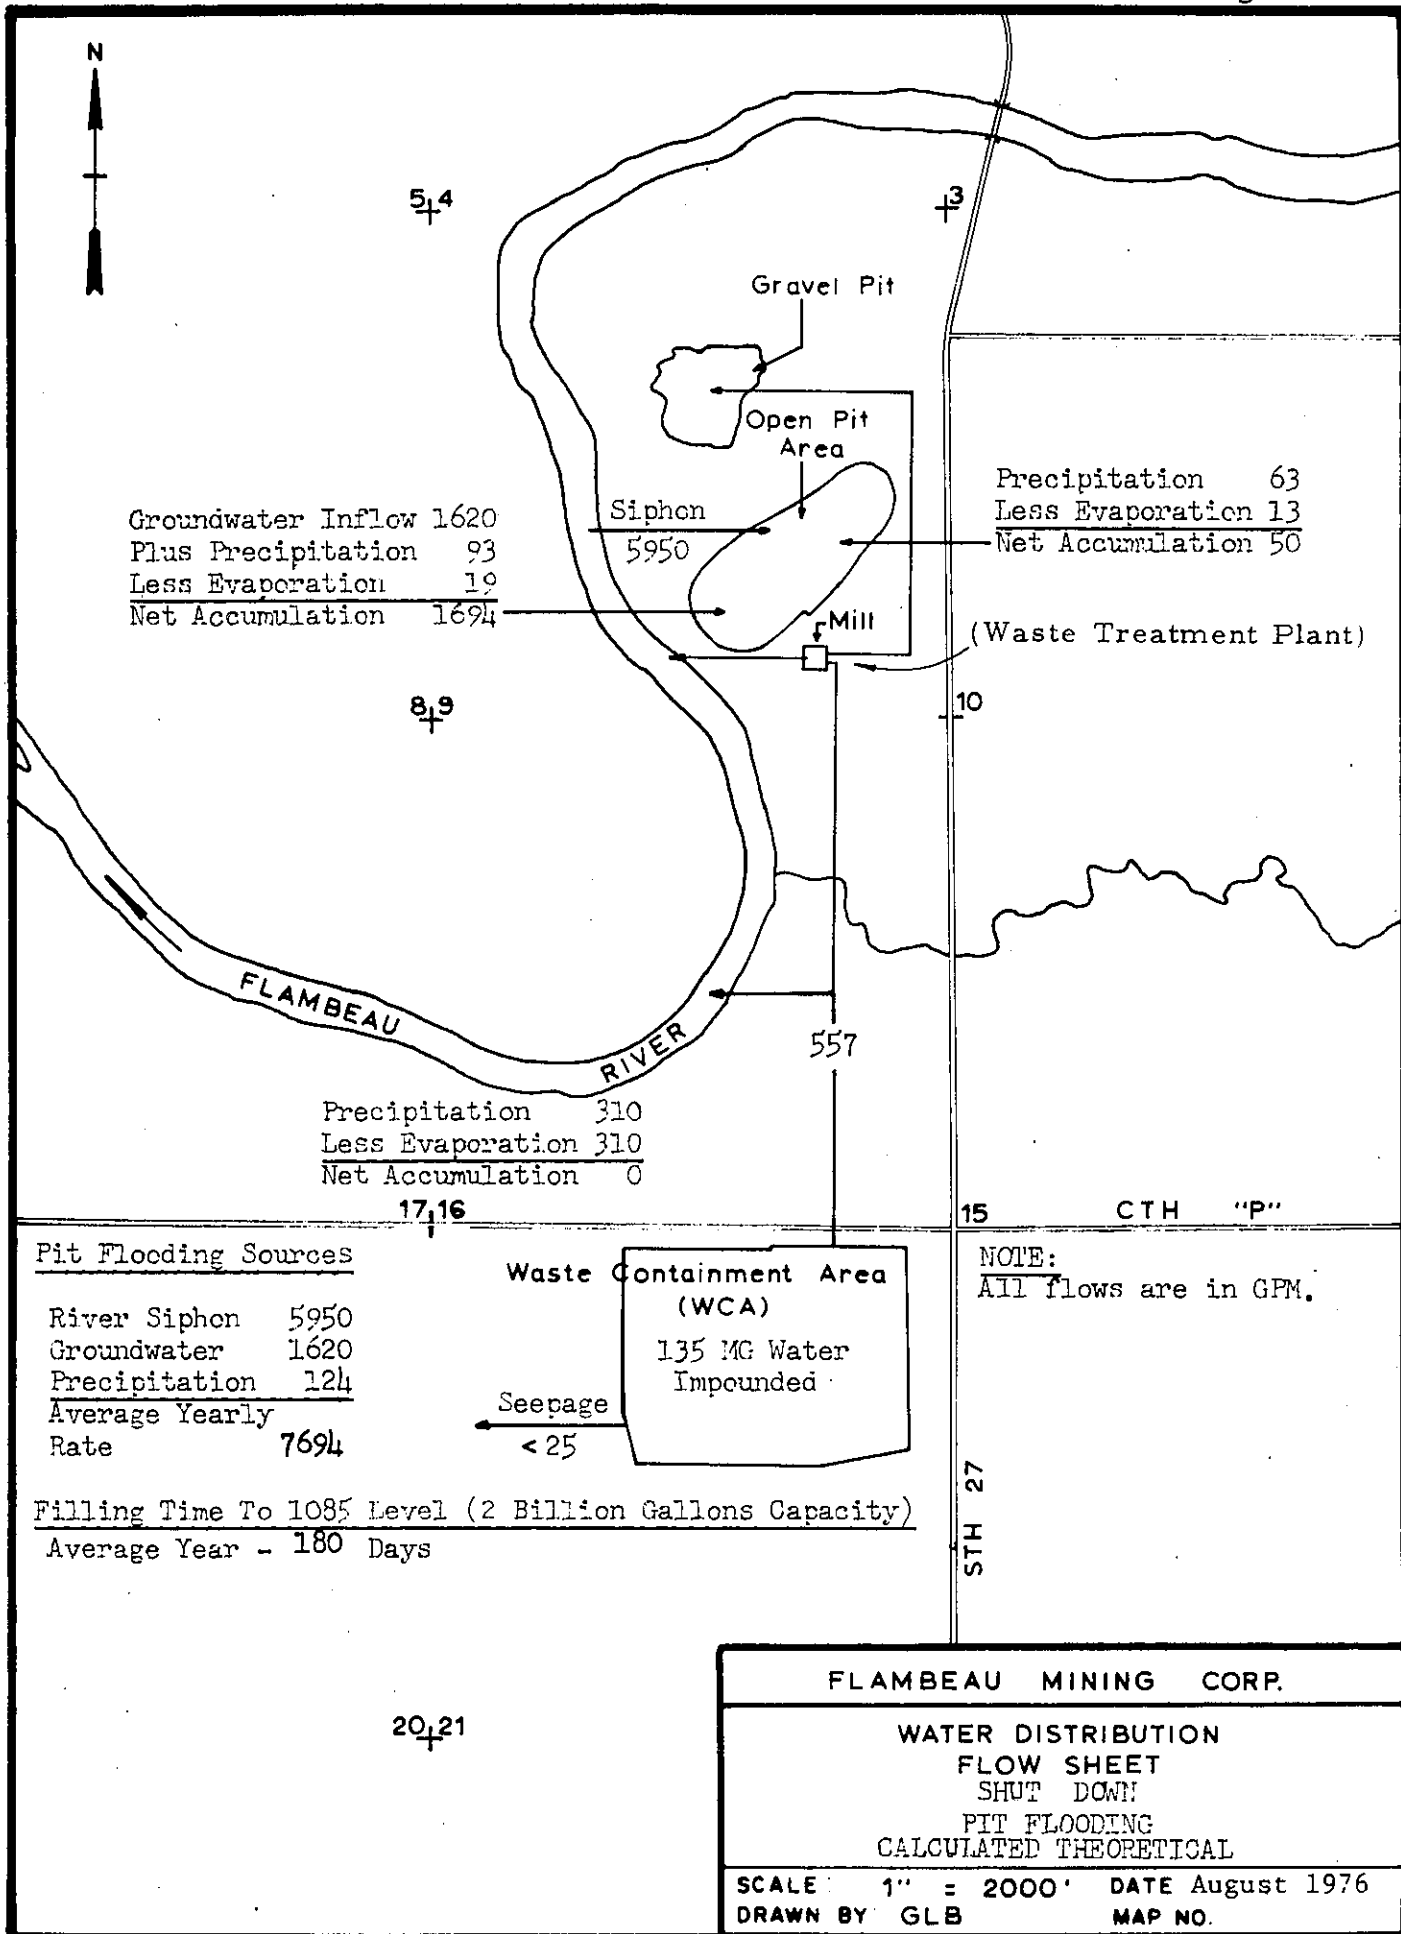 N
5 4
3
Gravel Pit
Open Pit
Area
Groundwater Inflow 1620
Plus Precipitation 93
Less Evaporation 19
Net Accumulation 1694
Siphon
5950
Precipitation 63
Less Evaporation 13
Net Accumulation 50
Mill
(Waste Treatment Plant)
8 9
10
FLAMBEAU
RIVER
557
Precipitation 310
Less Evaporation 310
Net Accumulation 0
17 16
15
CTH "P"
Pit Flooding Sources
River Siphon 5950
Groundwater 1620
Precipitation 124
Average Yearly
Rate 7694
Waste Containment Area
(WCA)
135 MG Water
Impounded
Seepage
< 25
NOTE:
All flows are in GPM.
Filling Time To 1085 Level (2 Billion Gallons Capacity)
Average Year - 180 Days
STH 27
20 21
FLAMBEAU MINING CORP.
WATER DISTRIBUTION
FLOW SHEET
SHUT DOWN
PIT FLOODING
CALCULATED THEORETICAL
SCALE 1" = 2000' DATE August 1976
DRAWN BY GLB MAP NO.